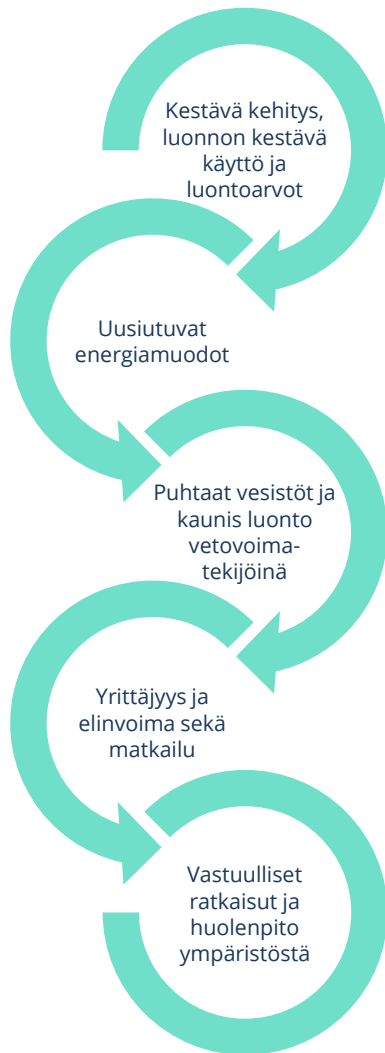 Kestävä kehitys,
luonnon kestävä
käyttö ja
luontoarvot
Uusiutuvat
energiamuodot
Puhtaat vesistöt ja
kaunis luonto
vetovoima-
tekijöinä
Yrittäjyys ja
elinvoima sekä
matkailu
Vastuulliset
ratkaisut ja
huolenpito
ympäristöstä